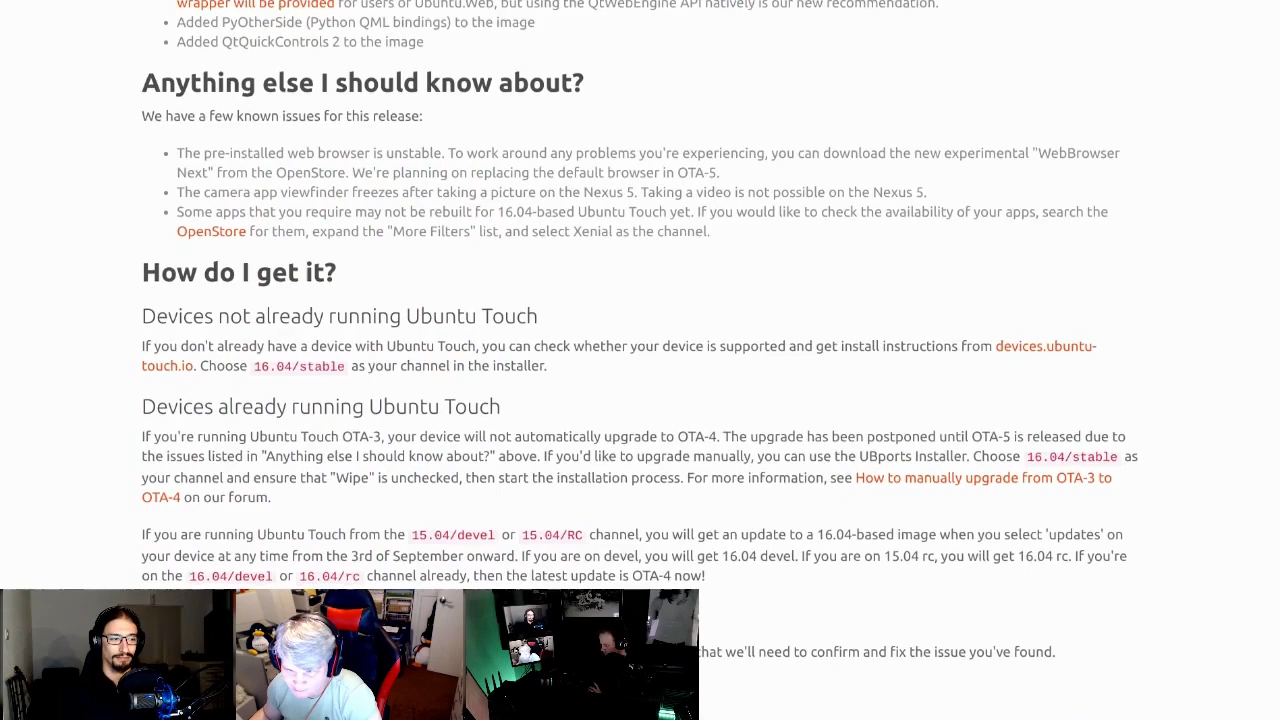 wrapper will be provided for users of Ubuntu.Web, but using the QtWebEngine API natively is our new recommendation.
Added PyOtherSide (Python QML bindings) to the image
Added QtQuickControls 2 to the image
Anything else I should know about?
We have a few known issues for this release:
The pre-installed web browser is unstable. To work around any problems you're experiencing, you can download the new experimental "WebBrowser
Next" from the OpenStore. We're planning on replacing the default browser in OTA-5.
The camera app viewfinder freezes after taking a picture on the Nexus 5. Taking a video is not possible on the Nexus 5.
Some apps that you require may not be rebuilt for 16.04-based Ubuntu Touch yet. If you would like to check the availability of your apps, search the
OpenStore for them, expand the "More Filters" list, and select Xenial as the channel.
How do I get it?
Devices not already running Ubuntu Touch
If you don't already have a device with Ubuntu Touch, you can check whether your device is supported and get install instructions from devices.ubuntu-
touch.io. Choose 16.04/stable as your channel in the installer.
Devices already running Ubuntu Touch
If you're running Ubuntu Touch OTA-3, your device will not automatically upgrade to OTA-4. The upgrade has been postponed until OTA-5 is released due to
the issues listed in "Anything else I should know about?" above. If you'd like to upgrade manually, you can use the UBports Installer. Choose 16.04/stable as
your channel and ensure that "Wipe" is unchecked, then start the installation process. For more information, see How to manually upgrade from OTA-3 to
OTA-4 on our forum.
If you are running Ubuntu Touch from the 15.04/devel or 15.04/RC channel, you will get an update to a 16.04-based image when you select 'updates' on
your device at any time from the 3rd of September onward. If you are on devel, you will get 16.04 devel. If you are on 15.04 rc, you will get 16.04 rc. If you're
on the 16.04/devel or 16.04/rc channel already, then the latest update is OTA-4 now!
that we'll need to confirm and fix the issue you've found.